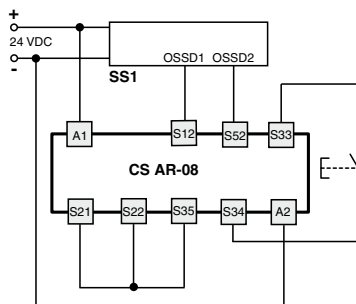 +
24 VDC
-
OSSD1 OSSD2
SS1
A1 S12 S52 S33
CS AR-08
S21 S22 S35 S34 A2